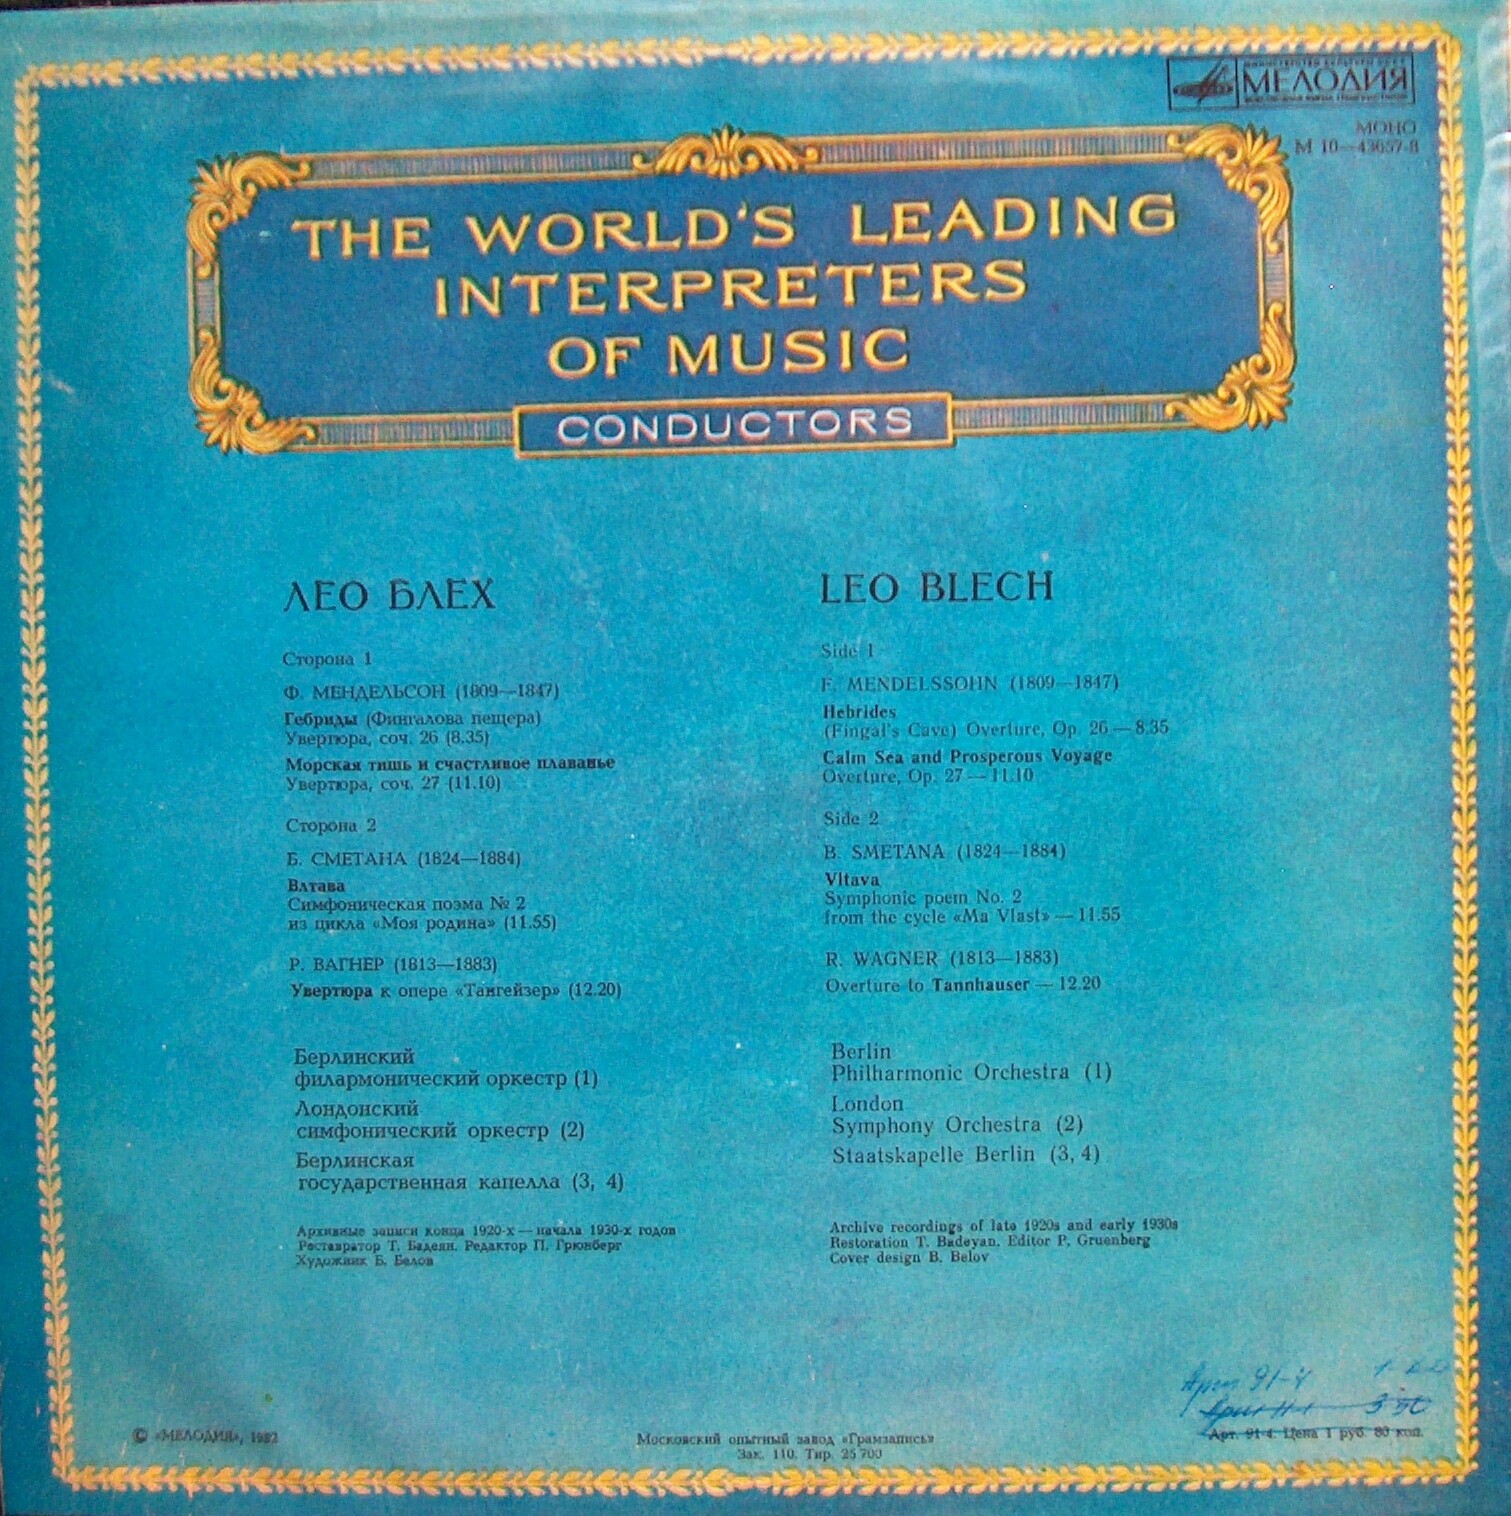 МИНИСТЕРСТВО КУЛЬТУРЫ СССР
МЕЛОДИЯ
МОНО
М 10—43657-8
THE WORLD'S LEADING
INTERPRETERS
OF MUSIC
CONDUCTORS
ЛЕО БЛЕХ
Сторона 1
Ф. МЕНДЕЛЬСОН (1809—1847)
Гебриды (Фингалова пещера)
Увертюра, соч. 26 (8.35)
Морская тишь и счастливое плаванье
Увертюра, соч. 27 (11.10)
Сторона 2
Б. СМЕТАНА (1824—1884)
Влтава
Симфоническая поэма № 2
из цикла «Моя родина» (11.55)
Р. ВАГНЕР (1813—1883)
Увертюра к опере «Тангейзер» (12.20)
Берлинский
филармонический оркестр (1)
Лондонский
симфонический оркестр (2)
Берлинская
государственная капелла (3, 4)
Архивные записи конца 1920-х — начала 1930-х годов
Реставратор Т. Бадеян. Редактор П. Грюнберг
Художник Б. Белов
LEO BLECH
Side 1
F. MENDELSSOHN (1809—1847)
Hebrides
(Fingal's Cave) Overture, Op. 26 — 8.35
Calm Sea and Prosperous Voyage
Overture, Op. 27 — 11.10
Side 2
B. SMETANA (1824—1884)
Vltava
Symphonic poem No. 2
from the cycle «Ma Vlast» — 11.55
R. WAGNER (1813—1883)
Overture to Tannhauser — 12.20
Berlin
Philharmonic Orchestra (1)
London
Symphony Orchestra (2)
Staatskapelle Berlin (3, 4)
Archive recordings of late 1920s and early 1930s
Restoration T. Badeyan. Editor P. Gruenberg
Cover design B. Belov
91-4
3 50
© «МЕЛОДИЯ», 1982
Московский опытный завод «Грамзапись»
Зак. 110. Тир. 25 700
Арт. 91-4. Цена 1 руб. 80 коп.